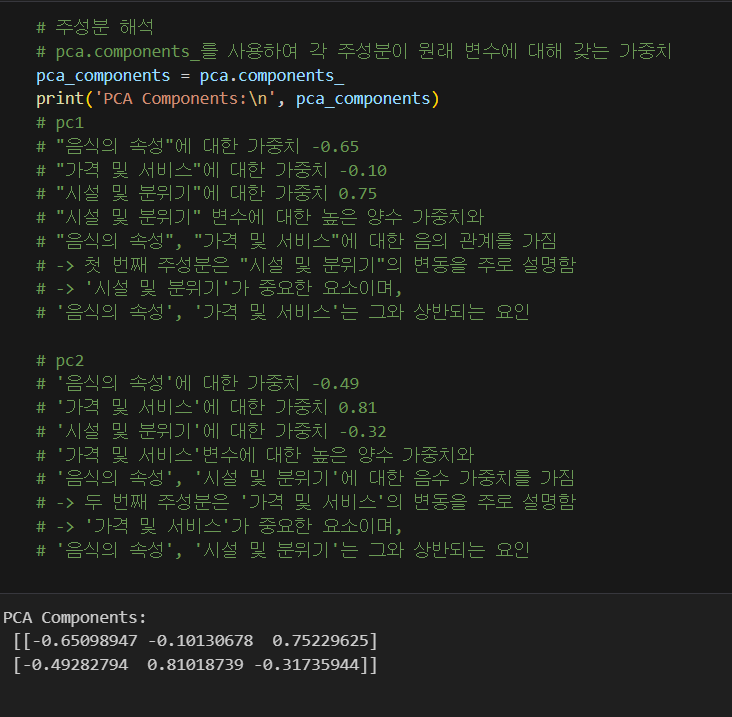 # 주성분 해석
# pca.components_를 사용하여 각 주성분이 원래 변수에 대해 갖는 가중치
pca_components = pca.components_
print('PCA Components:\n', pca_components)
# pc1
# "음식의 속성"에 대한 가중치 -0.65
# "가격 및 서비스"에 대한 가중치 -0.10
# "시설 및 분위기"에 대한 가중치 0.75
# "시설 및 분위기" 변수에 대한 높은 양수 가중치와
# "음식의 속성", "가격 및 서비스"에 대한 음의 관계를 가짐
# -> 첫 번째 주성분은 "시설 및 분위기"의 변동을 주로 설명함
# -> '시설 및 분위기'가 중요한 요소이며,
# '음식의 속성', '가격 및 서비스'는 그와 상반되는 요인
# pc2
# '음식의 속성'에 대한 가중치 -0.49
# '가격 및 서비스'에 대한 가중치 0.81
# '시설 및 분위기'에 대한 가중치 -0.32
# '가격 및 서비스'변수에 대한 높은 양수 가중치와
# '음식의 속성', '시설 및 분위기'에 대한 음수 가중치를 가짐
# -> 두 번째 주성분은 '가격 및 서비스'의 변동을 주로 설명함
# -> '가격 및 서비스'가 중요한 요소이며,
# '음식의 속성', '시설 및 분위기'는 그와 상반되는 요인
PCA Components:
[[-0.65098947 -0.10130678  0.75229625]
[-0.49282794  0.81018739 -0.31735944]]